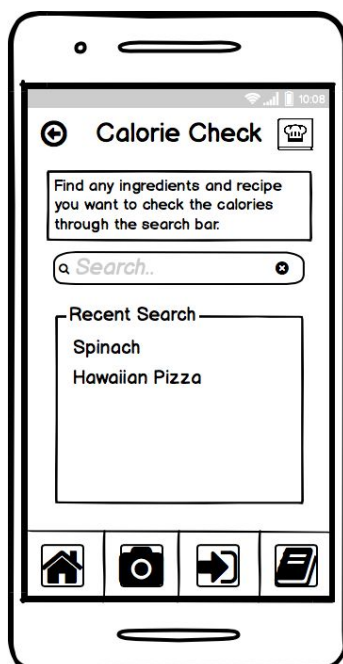 10:08
Calorie Check
Find any ingredients and recipe
you want to check the calories
through the search bar.
Search..
Recent Search
Spinach
Hawaiian Pizza